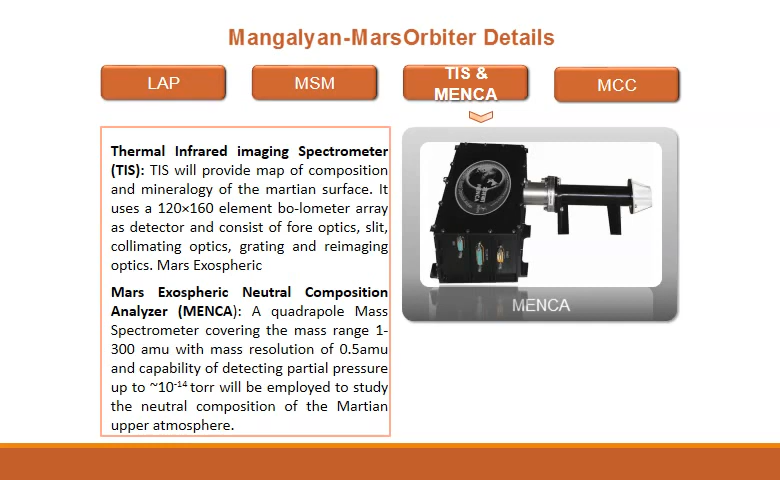 Mangalyan-MarsOrbiter Details
LAP
MSM
TIS &
MENCA
MCC
Thermal Infrared imaging Spectrometer
(TIS): TIS will provide map of composition
and mineralogy of the martian surface. It
uses a 120×160 element bo-lometer array
as detector and consist of fore optics, slit,
collimating optics, grating and reimaging
optics. Mars Exospheric
Mars Exospheric Neutral Composition
Analyzer (MENCA): A quadrapole Mass
Spectrometer covering the mass range 1-
300 amu with mass resolution of 0.5amu
and capability of detecting partial pressure
up to ~10⁻¹⁴ torr will be employed to study
the neutral composition of the Martian
upper atmosphere.
MENCA